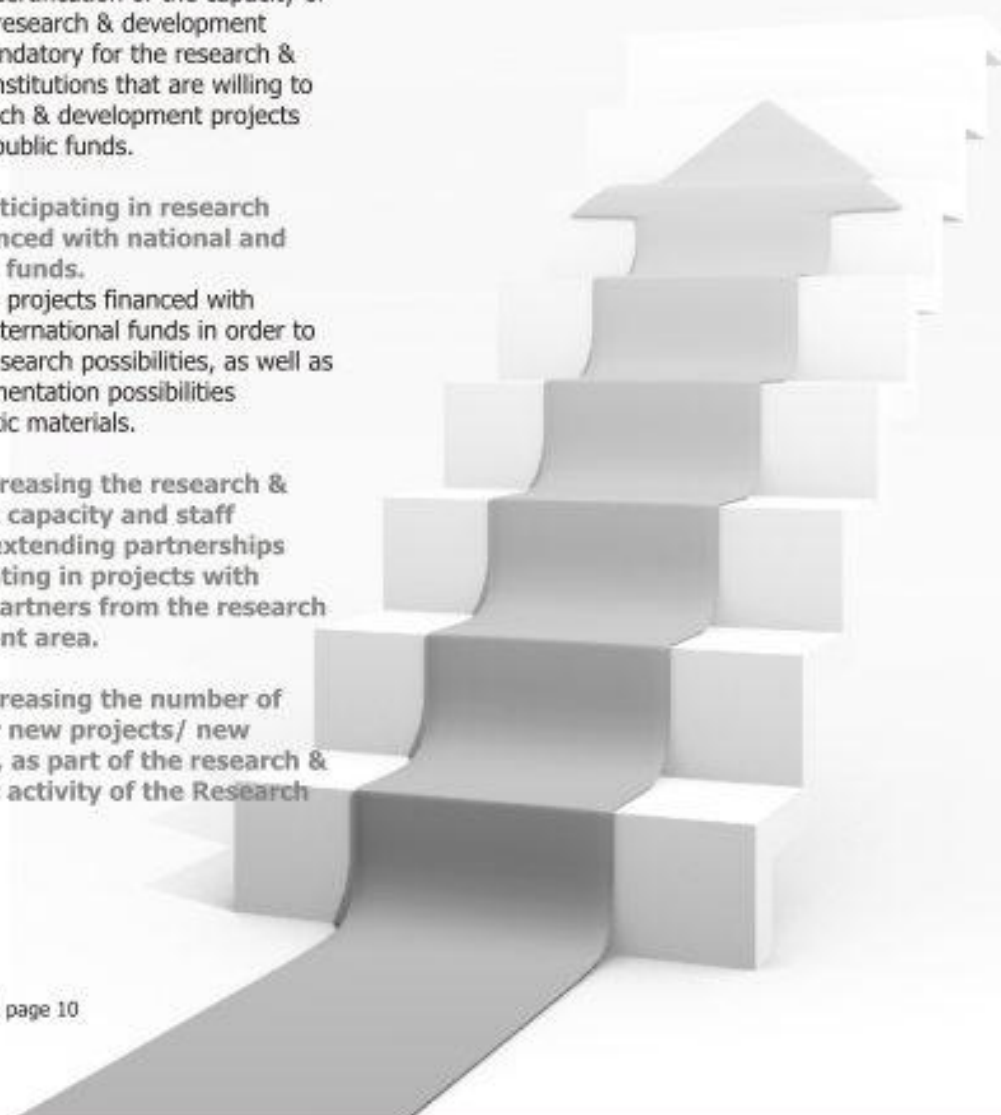 research & development
ndatory for the research &
nstitutions that are willing to
ch & development projects
public funds.
ticipating in research
nced with national and
funds.
projects financed with
ternational funds in order to
search possibilities, as well as
nentation possibilities
ic materials.
reasing the research &
capacity and staff
extending partnerships
ting in projects with
artners from the research
nt area.
reasing the number of
new projects/ new
, as part of the research &
activity of the Research
page 10